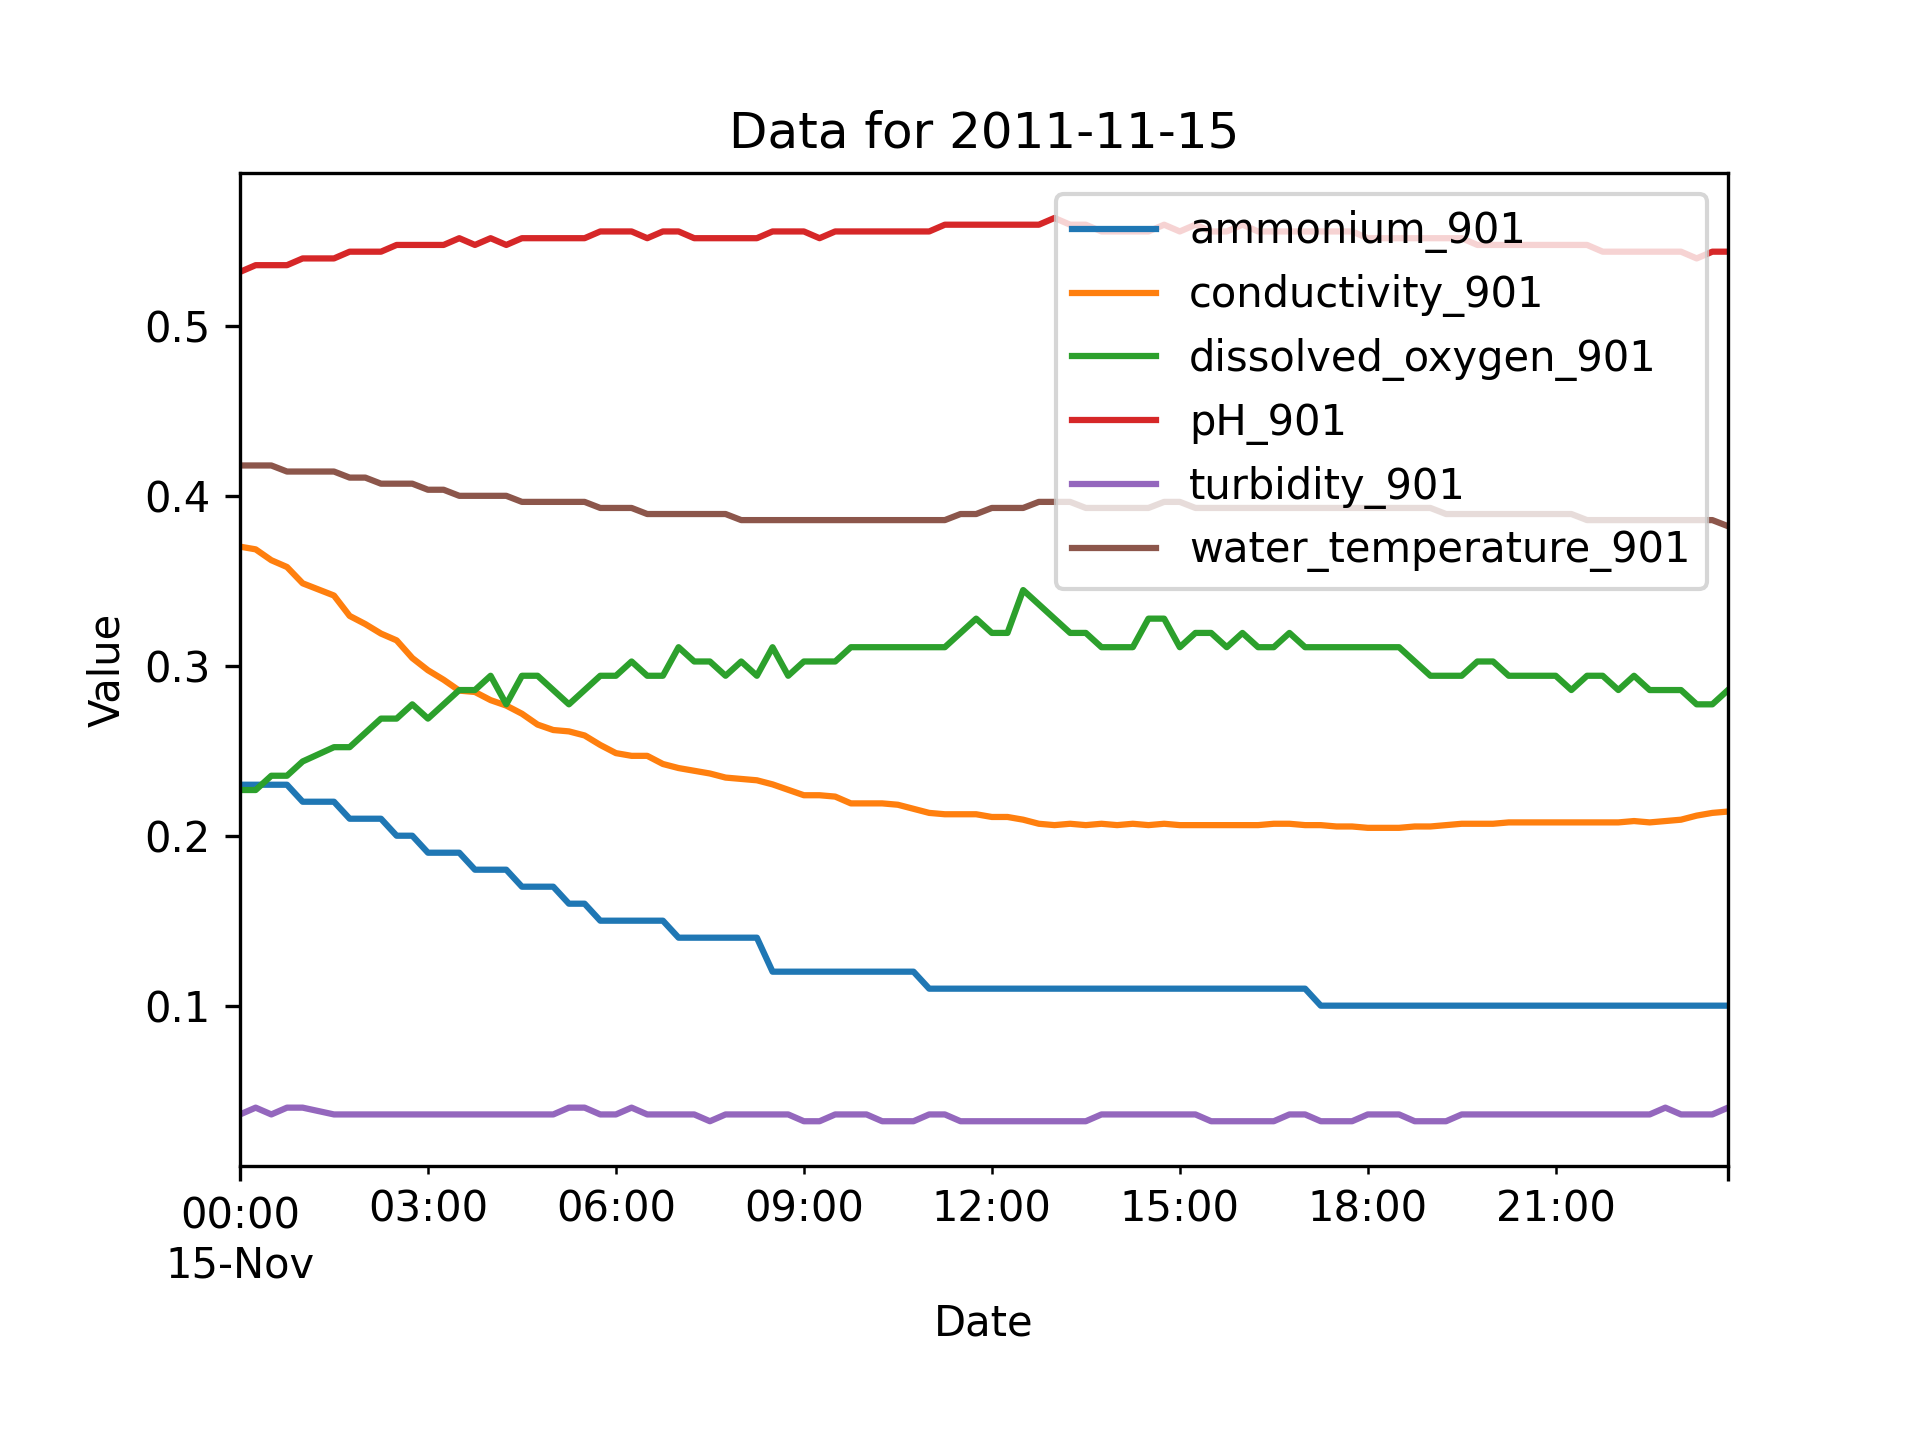 Data for 2011-11-15
ammonium_901
conductivity_901
dissolved_oxygen_901
pH_901
turbidity_901
water_temperature_901
Value
0.5
0.4
0.3
0.2
0.1
00:00 03:00 06:00 09:00 12:00 15:00 18:00 21:00
15-Nov
Date